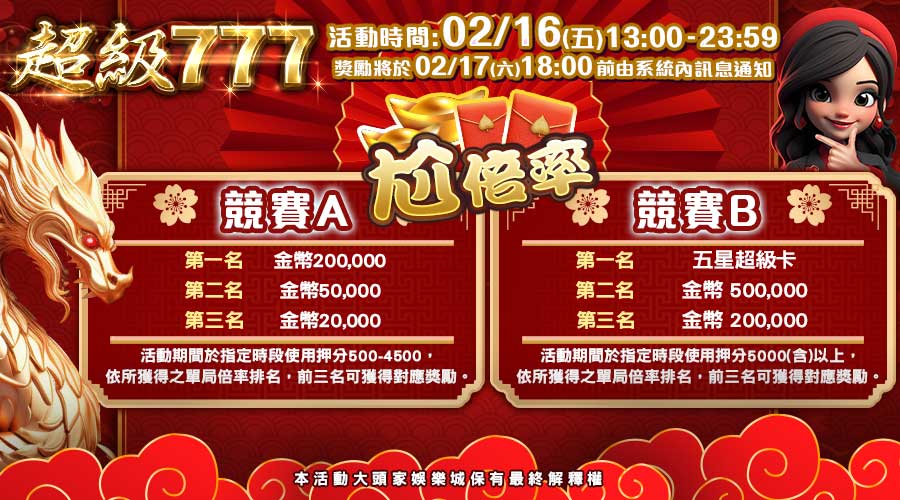 超級777
活動時間:02/16(五)13:00-23:59
獎勵將於 02/17(六)18:00 前由系統內訊息通知
尬倍率
競賽A
第一名 金幣200,000
第二名 金幣50,000
第三名 金幣20,000
活動期間於指定時段使用押分500-4500，
依所獲得之單局倍率排名，前三名可獲得對應獎勵。
競賽B
第一名 五星超級卡
第二名 金幣 500,000
第三名 金幣 200,000
活動期間於指定時段使用押分5000(含)以上，
依所獲得之單局倍率排名，前三名可獲得對應獎勵。
本活動大頭家娛樂城保有最終解釋權